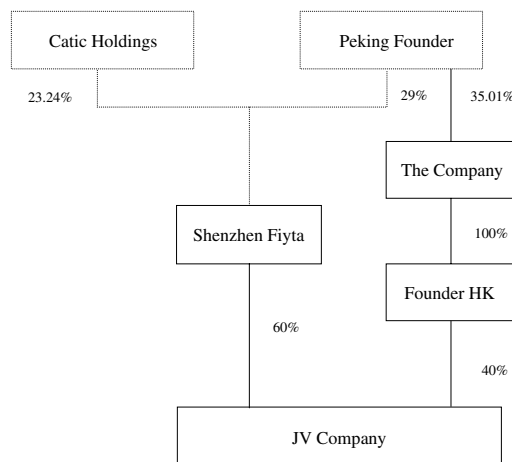 Catic Holdings
Peking Founder
23.24%
29%
35.01%
The Company
100%
Shenzhen Fiyta
Founder HK
60%
40%
JV Company